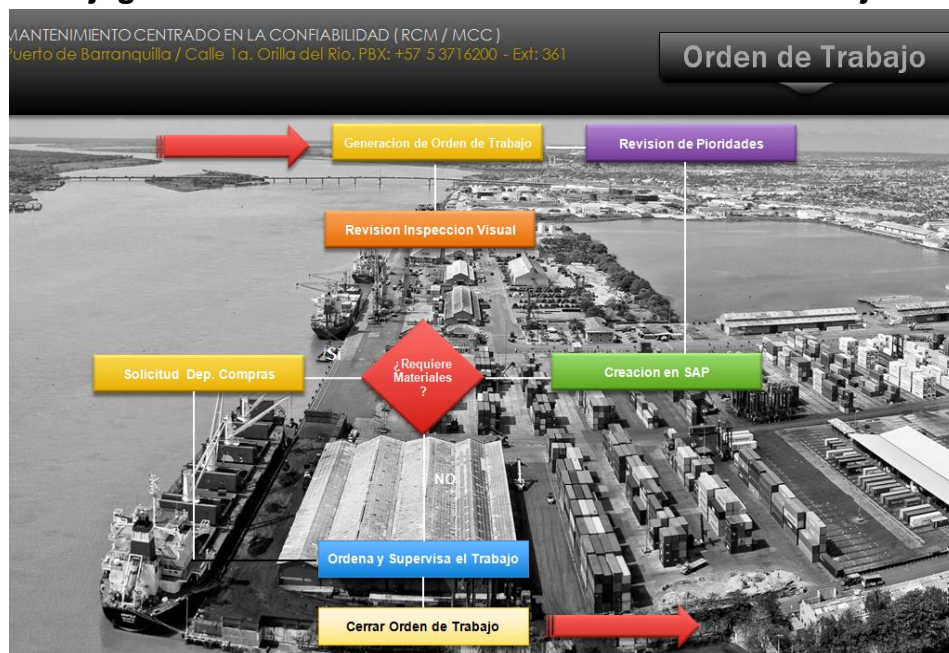 MANTENIMIENTO CENTRADO EN LA CONFIABILIDAD ( RCM / MCC )
Puerto de Barranquilla / Calle 1a. Orilla del Rio. PBX: +57 5 3716200 - Ext: 361
Orden de Trabajo
Generacion de Orden de Trabajo
Revision de Pioridades
Revision Inspeccion Visual
Si
¿Requiere
Materiales
?
Solicitud Dep. Compras
Creacion en SAP
NO
Ordena y Supervisa el Trabajo
Cerrar Orden de Trabajo